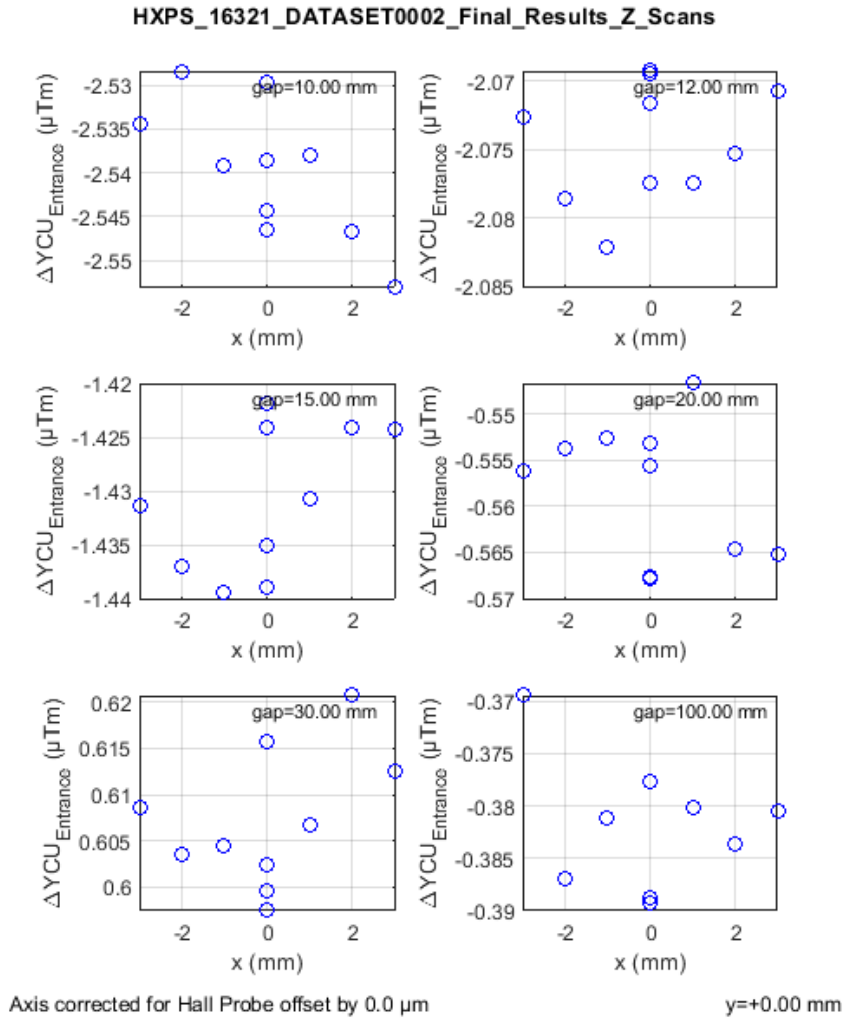 HXPS_16321_DATASET0002_Final_Results_Z_Scans
gap=10.00 mm
ΔYCU_Entrance (μTm)
-2.53
-2.535
-2.54
-2.545
-2.55
-2 0 2
x (mm)
gap=12.00 mm
ΔYCU_Entrance (μTm)
-2.07
-2.075
-2.08
-2.085
-2 0 2
x (mm)
gap=15.00 mm
ΔYCU_Entrance (μTm)
-1.42
-1.425
-1.43
-1.435
-1.44
-2 0 2
x (mm)
gap=20.00 mm
ΔYCU_Entrance (μTm)
-0.55
-0.555
-0.56
-0.565
-0.57
-2 0 2
x (mm)
gap=30.00 mm
ΔYCU_Entrance (μTm)
0.62
0.615
0.61
0.605
0.6
-2 0 2
x (mm)
gap=100.00 mm
ΔYCU_Entrance (μTm)
-0.37
-0.375
-0.38
-0.385
-0.39
-2 0 2
x (mm)
Axis corrected for Hall Probe offset by 0.0 μm
y=+0.00 mm